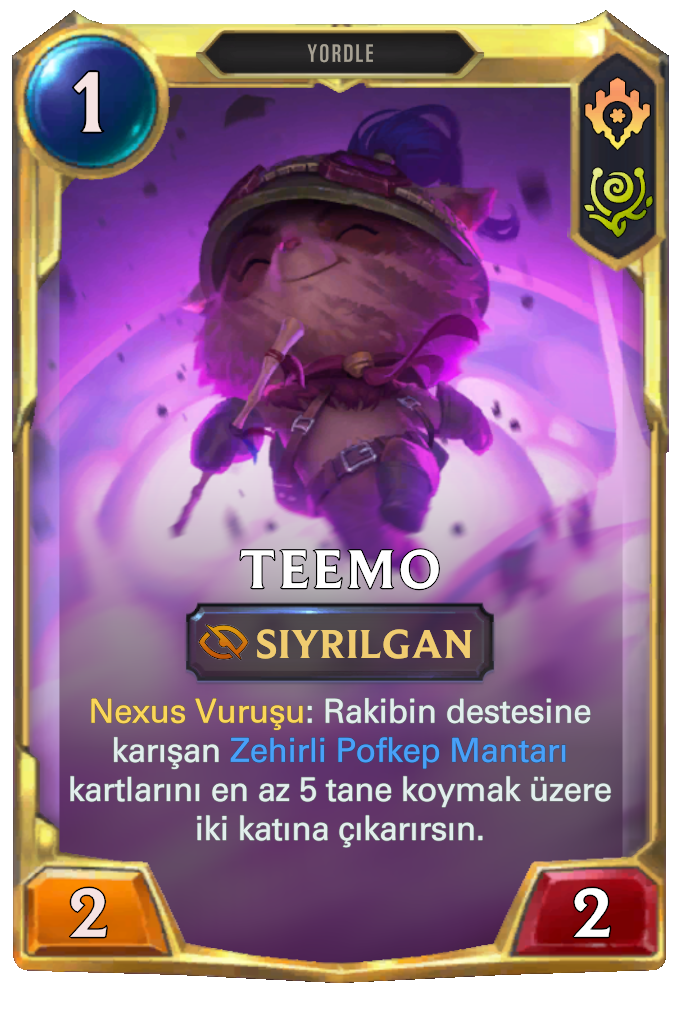 YORDLE
1
TEEMO
SIYRILGAN
Nexus Vuruşu: Rakibin destesine
karışan Zehirli Pofkep Mantarı
kartlarını en az 5 tane koymak üzere
iki katına çıkarırsın.
2
2